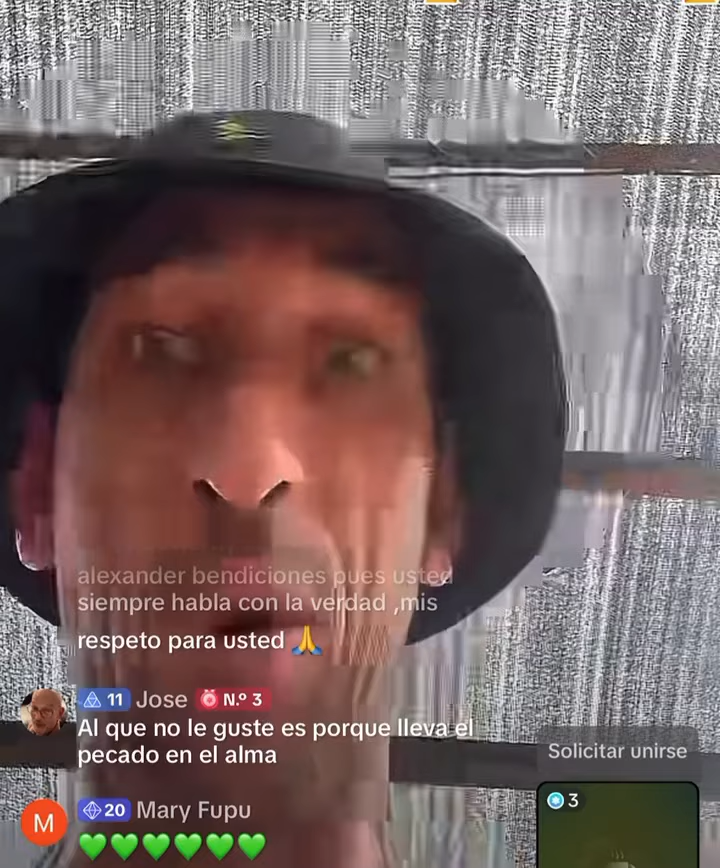 alexander bendiciones pues usted
siempre habla con la verdad ,mis
respeto para usted 🙏
11 Jose N.º 3
Al que no le guste es porque lleva el
pecado en el alma
Solicitar unirse
3
M
20 Mary Fupu
💚💚💚💚💚💚